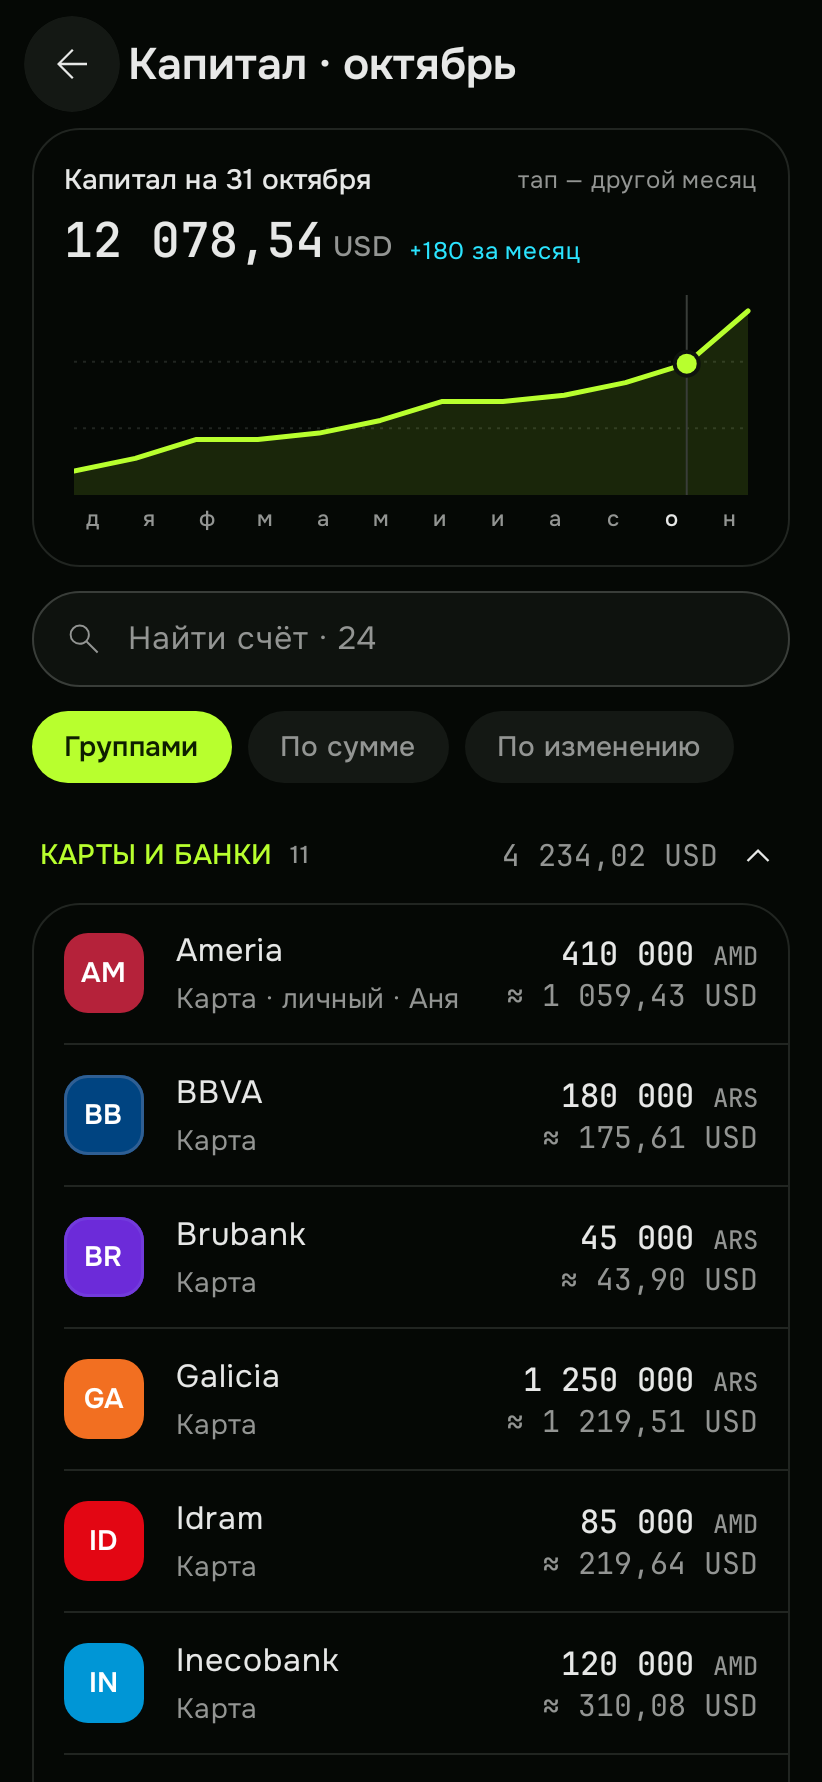 Капитал · октябрь
Капитал на 31 октября
тап — другой месяц
12 078,54 USD +180 за месяц
д я ф м а м и и а с о н
Найти счёт · 24
Группами
По сумме
По изменению
КАРТЫ И БАНКИ 11
4 234,02 USD
AM
Ameria
410 000 AMD
Карта · личный · Аня
≈ 1 059,43 USD
BB
BBVA
180 000 ARS
Карта
≈ 175,61 USD
BR
Brubank
45 000 ARS
Карта
≈ 43,90 USD
GA
Galicia
1 250 000 ARS
Карта
≈ 1 219,51 USD
ID
Idram
85 000 AMD
Карта
≈ 219,64 USD
IN
Inecobank
120 000 AMD
Карта
≈ 310,08 USD